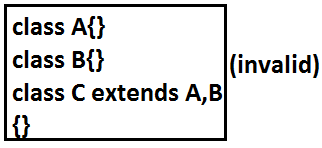 class A{}
class B{}
class C extends A,B
{}
(invalid)